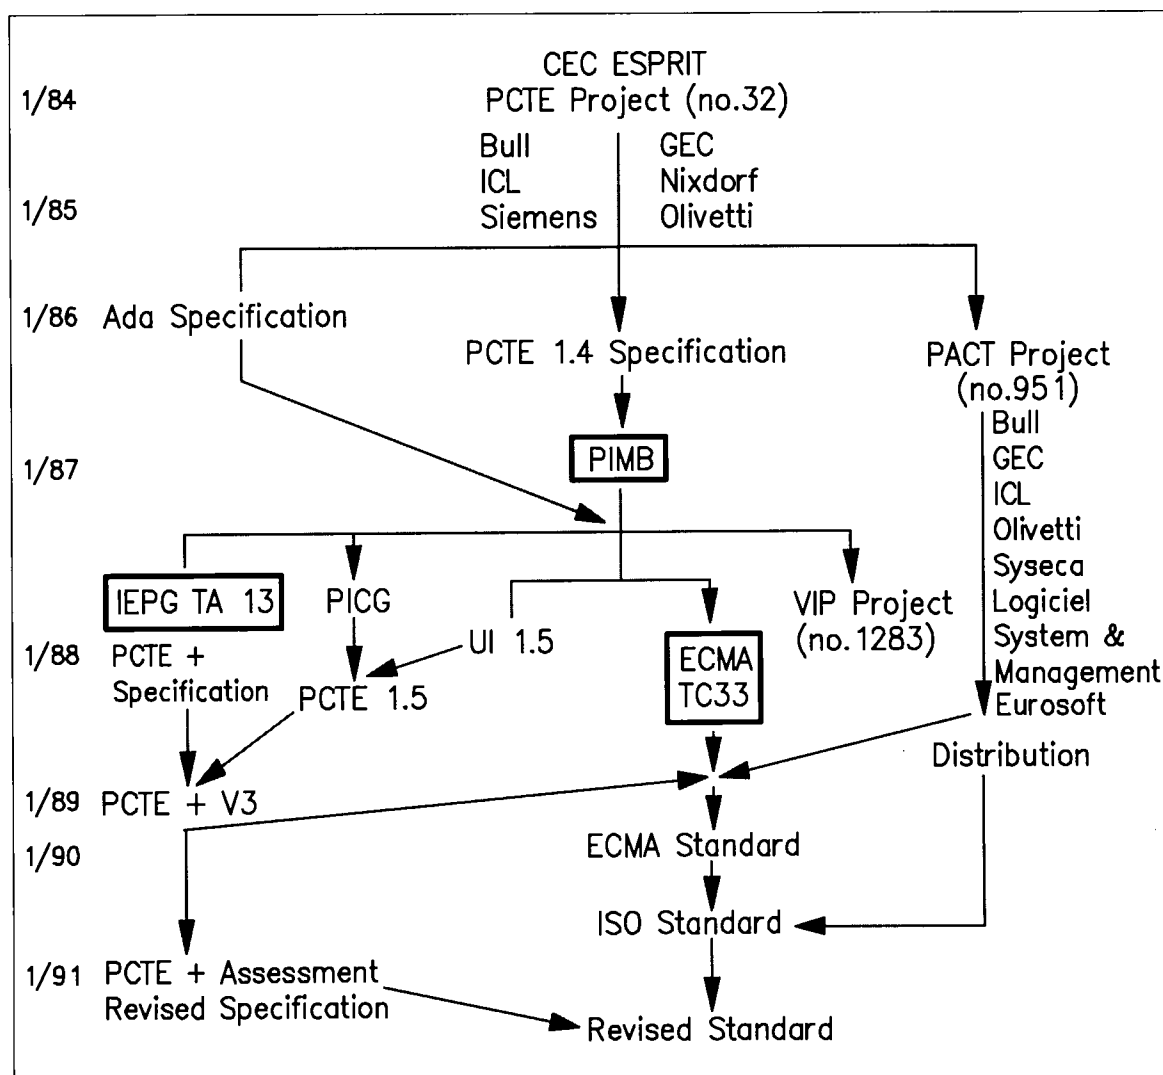 CEC ESPRIT
1/84
PCTE Project (no.32)
Bull
GEC
ICL
Nixdorf
1/85
Siemens
Olivetti
1/86
Ada Specification
PCTE 1.4 Specification
PACT Project
(no.951)
Bull
1/87
PIMB
GEC
ICL
Olivetti
Syseca
Logiciel
System &
Management
Eurosoft
IEPG TA 13
PICG
VIP Project
(no.1283)
UI 1.5
1/88
PCTE +
Specification
PCTE 1.5
ECMA
TC33
Distribution
1/89
PCTE + V3
1/90
ECMA Standard
ISO Standard
1/91
PCTE + Assessment
Revised Specification
Revised Standard